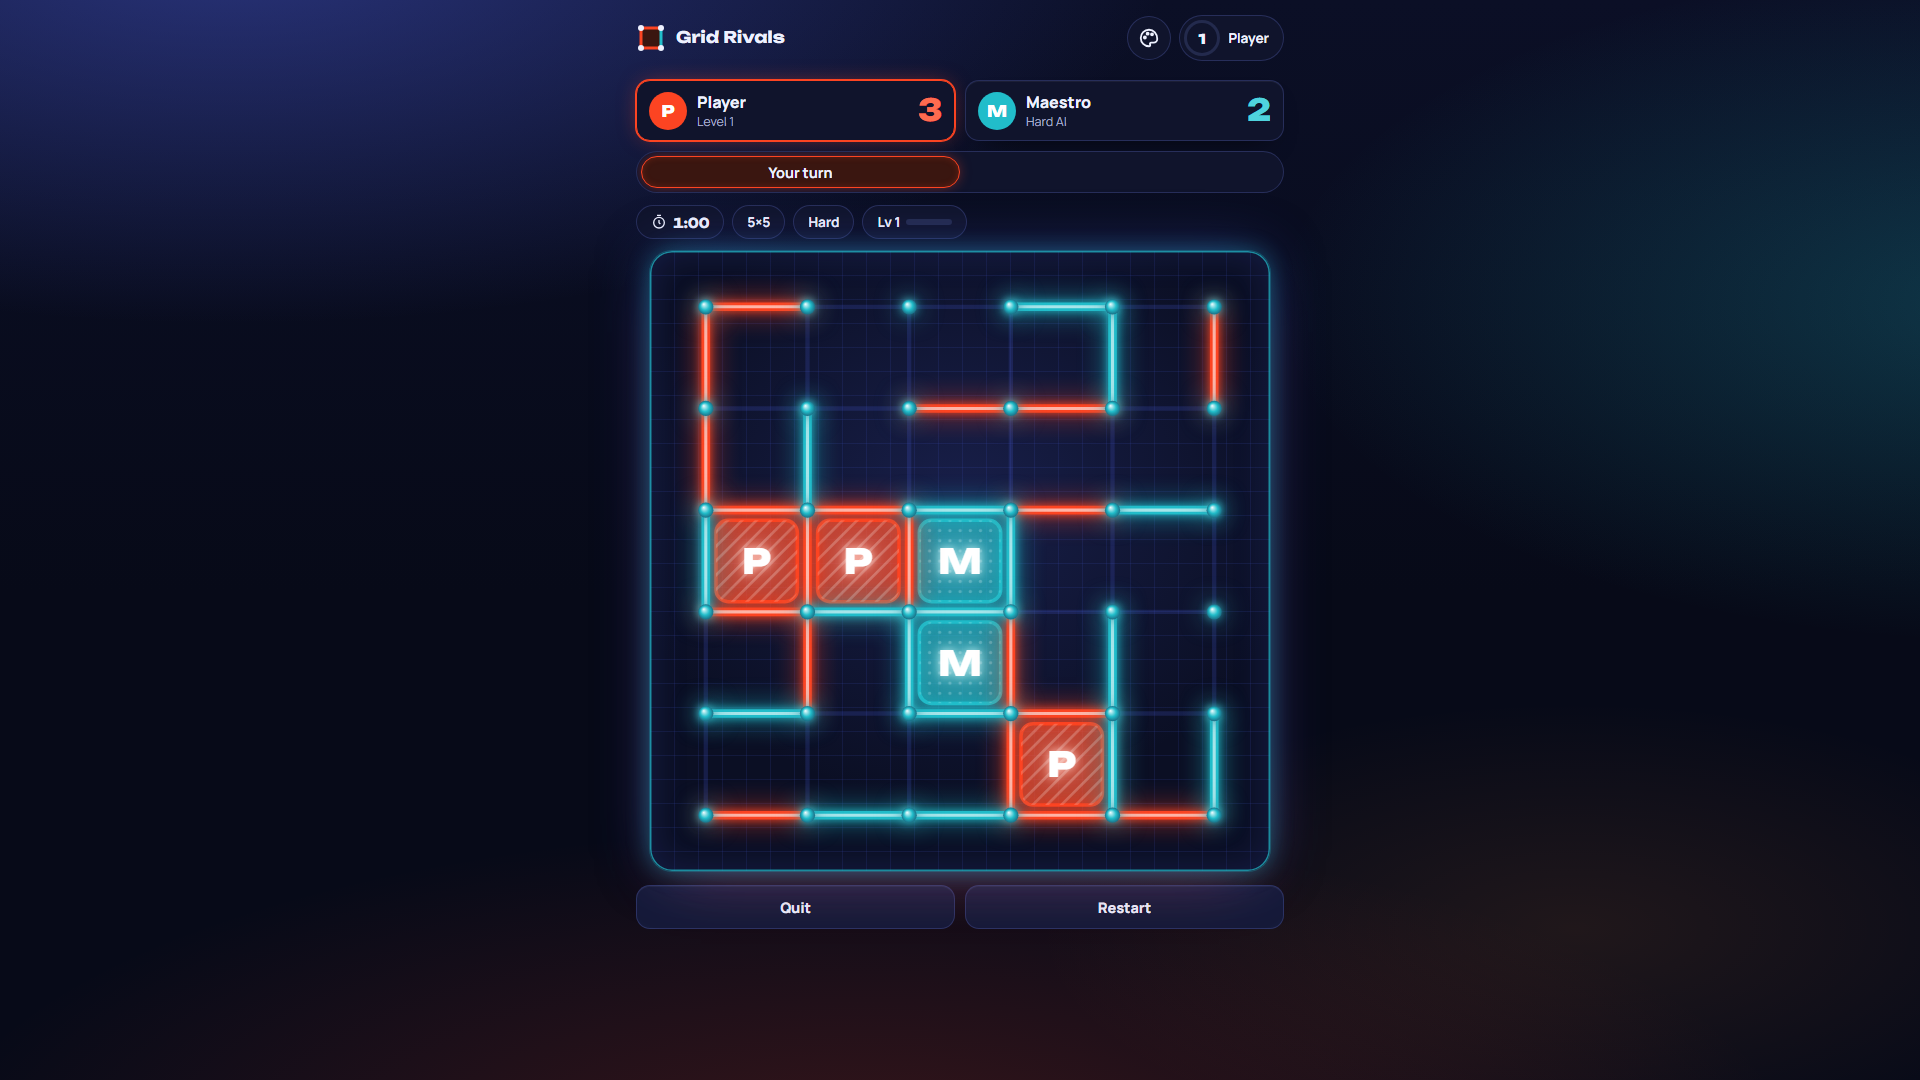 Grid Rivals
1 Player
P Player 3
Level 1
M Maestro 2
Hard AI
Your turn
1:00 5×5 Hard Lv 1
P P M
M
P
Quit Restart